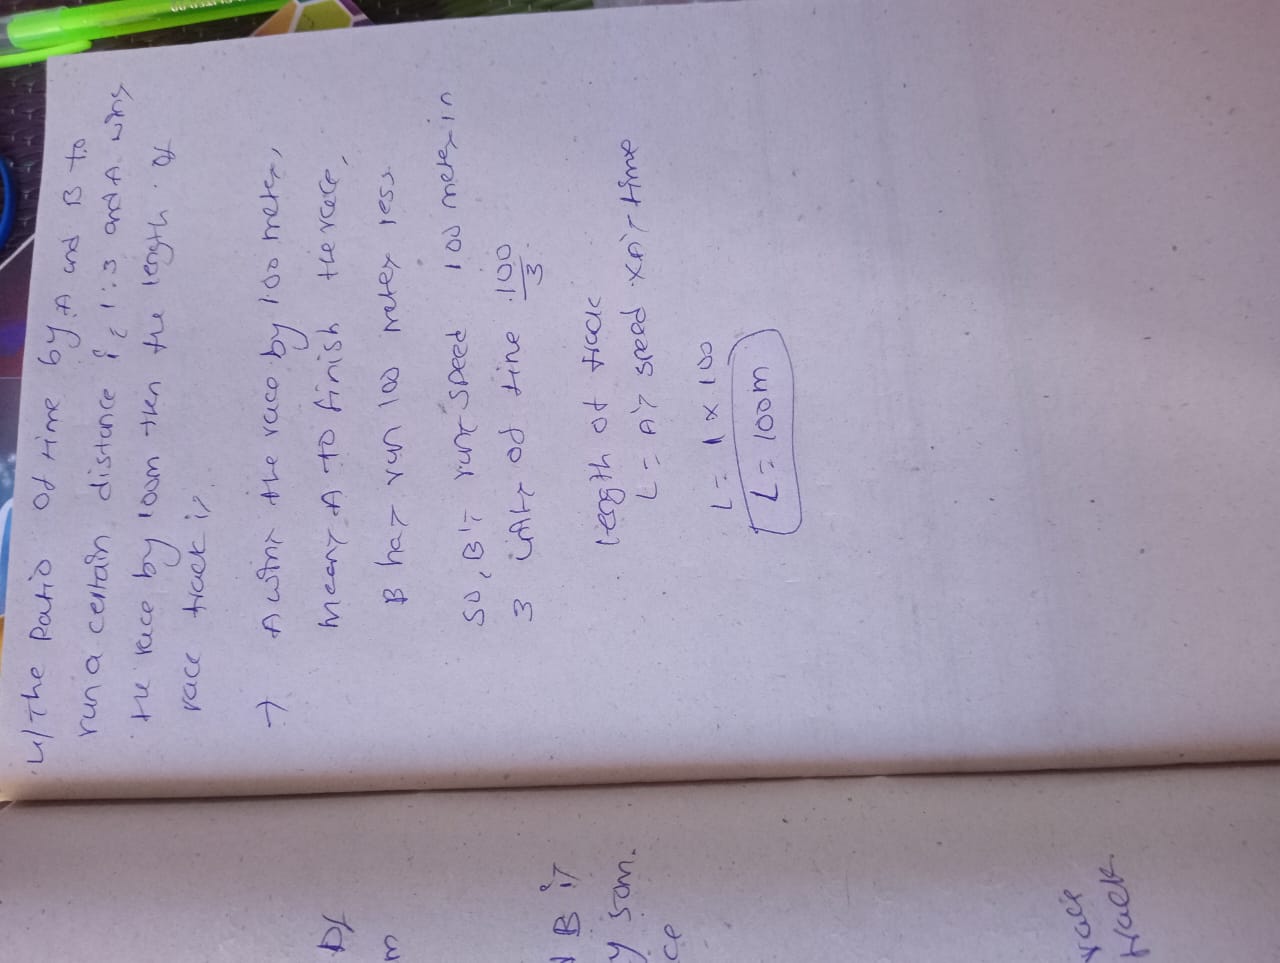 4/ The Ratio of time by A and B to
run a certain distance is 1:3 and A wins
the race by 100m then the length of
race track is
→ A wins the race by 100 meter,
means A to finish the race,
B has run 100 meter less
So, B's runs speed 100 meter in
3 units of time 100/3
length of track
L = A's speed x A's time
L = 1 x 100
L = 100m
Of
m
B is
y 50m.
ce
race
track